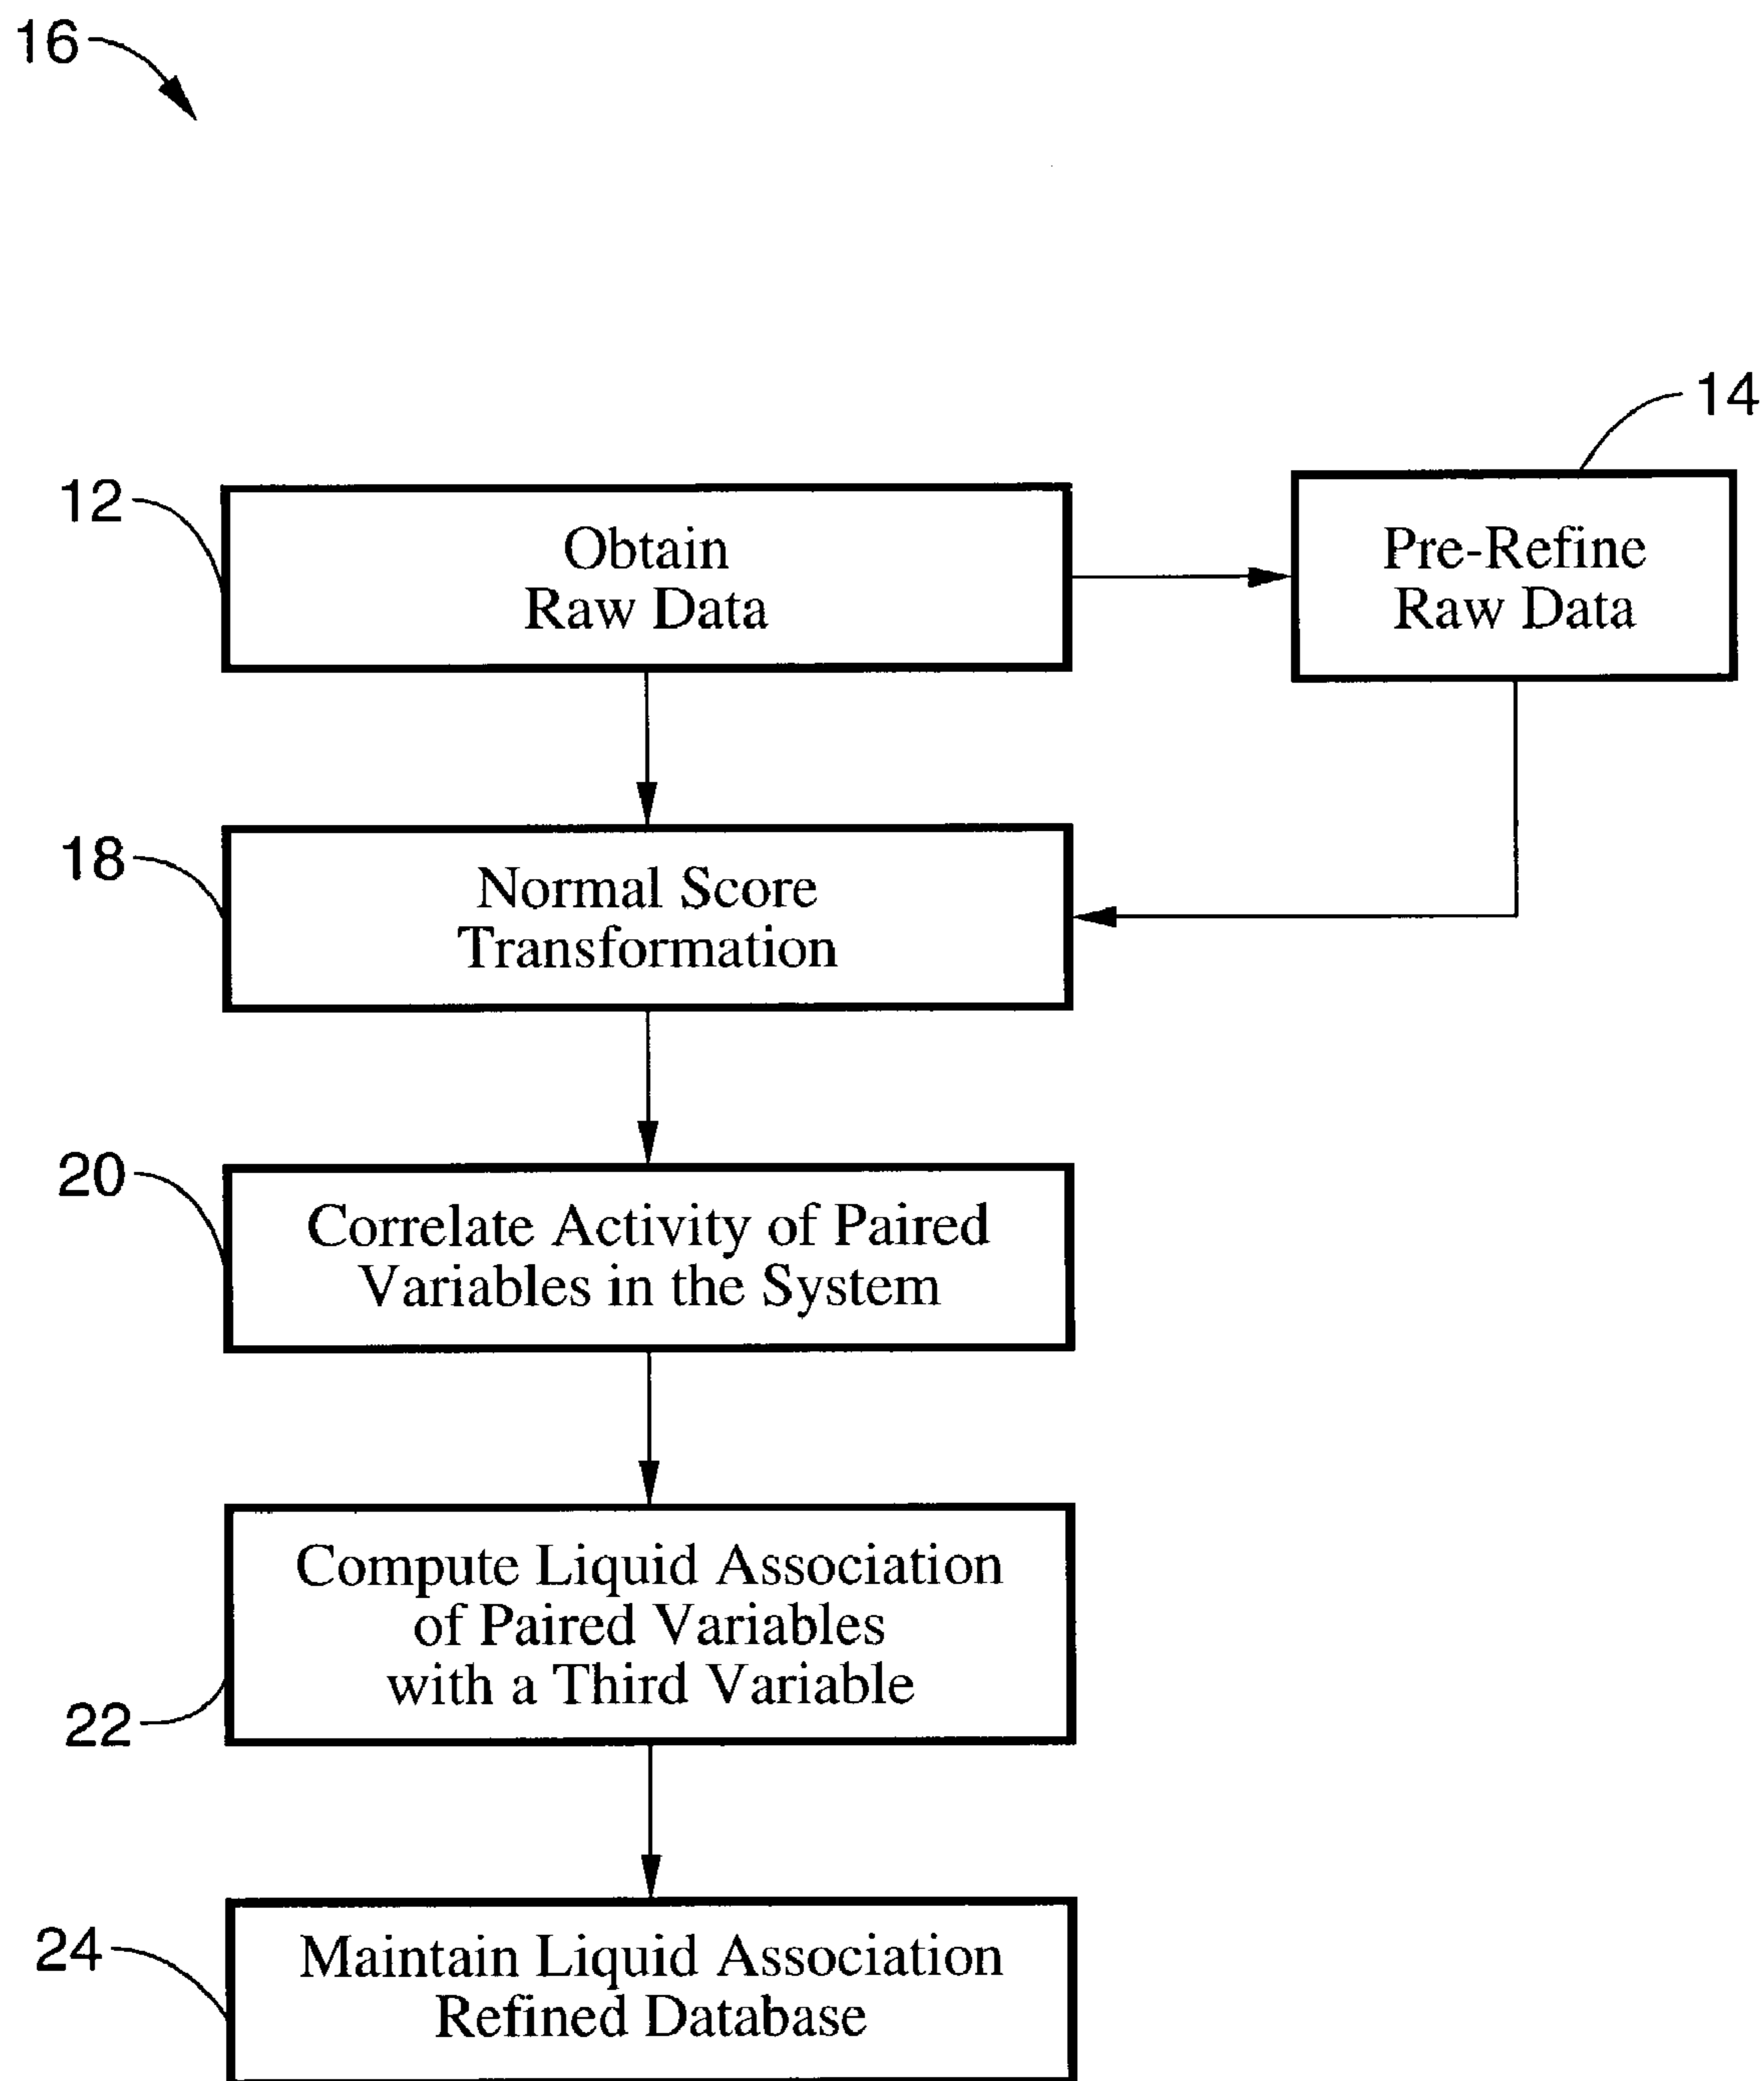 16
14
12
Obtain
Raw Data
Pre-Refine
Raw Data
18
Normal Score
Transformation
20
Correlate Activity of Paired
Variables in the System
Compute Liquid Association
of Paired Variables
with a Third Variable
22
24
Maintain Liquid Association
Refined Database